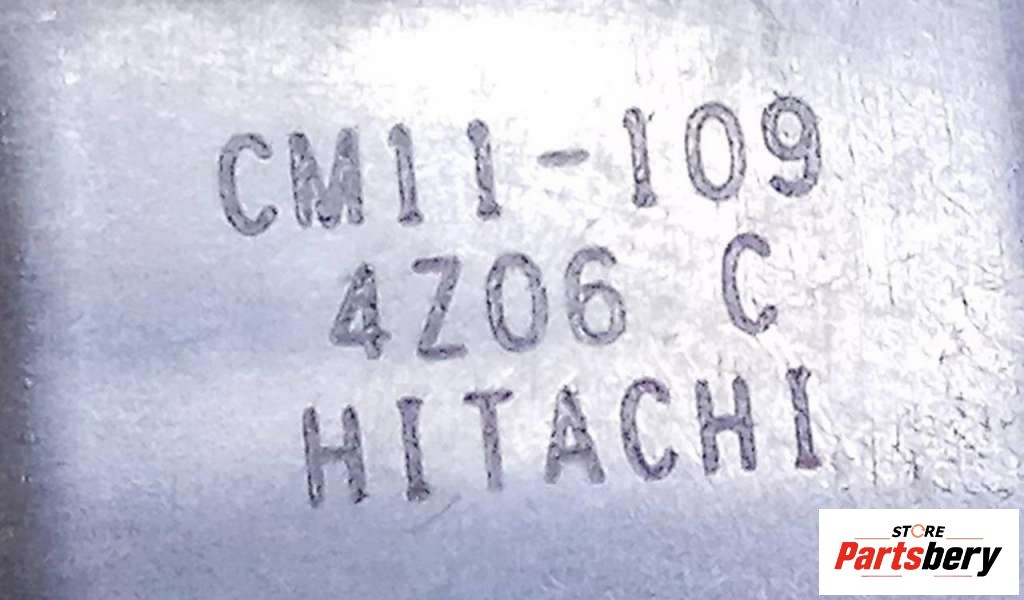 CM11-109
4Z06 C
HITACHI
STORE
Partsbery